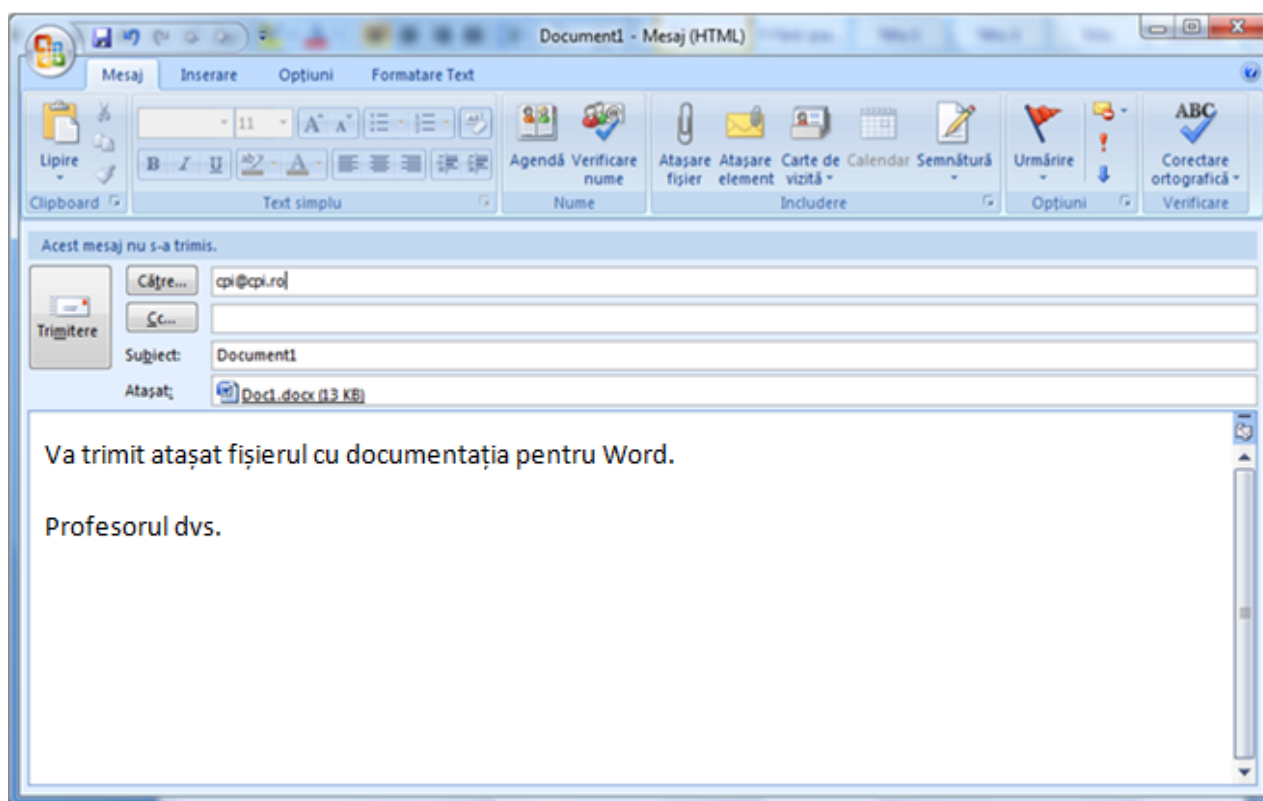 Document1 - Mesaj (HTML)
Mesaj Inserare Opțiuni Formatare Text
11
Lipire
B I U
Agendă Verificare nume
Atașare fișier Atașare element Carte de vizită Calendar Semnătură
Urmărire
ABC
Corectare ortografică
Clipboard Text simplu Nume Includere Opțiuni Verificare
Acest mesaj nu s-a trimis.
Trimitere
Către... cpi@cpi.ro
Cc...
Subiect: Document1
Atașat: Doc1.docx (13 KB)
Va trimit atașat fișierul cu documentația pentru Word.
Profesorul dvs.